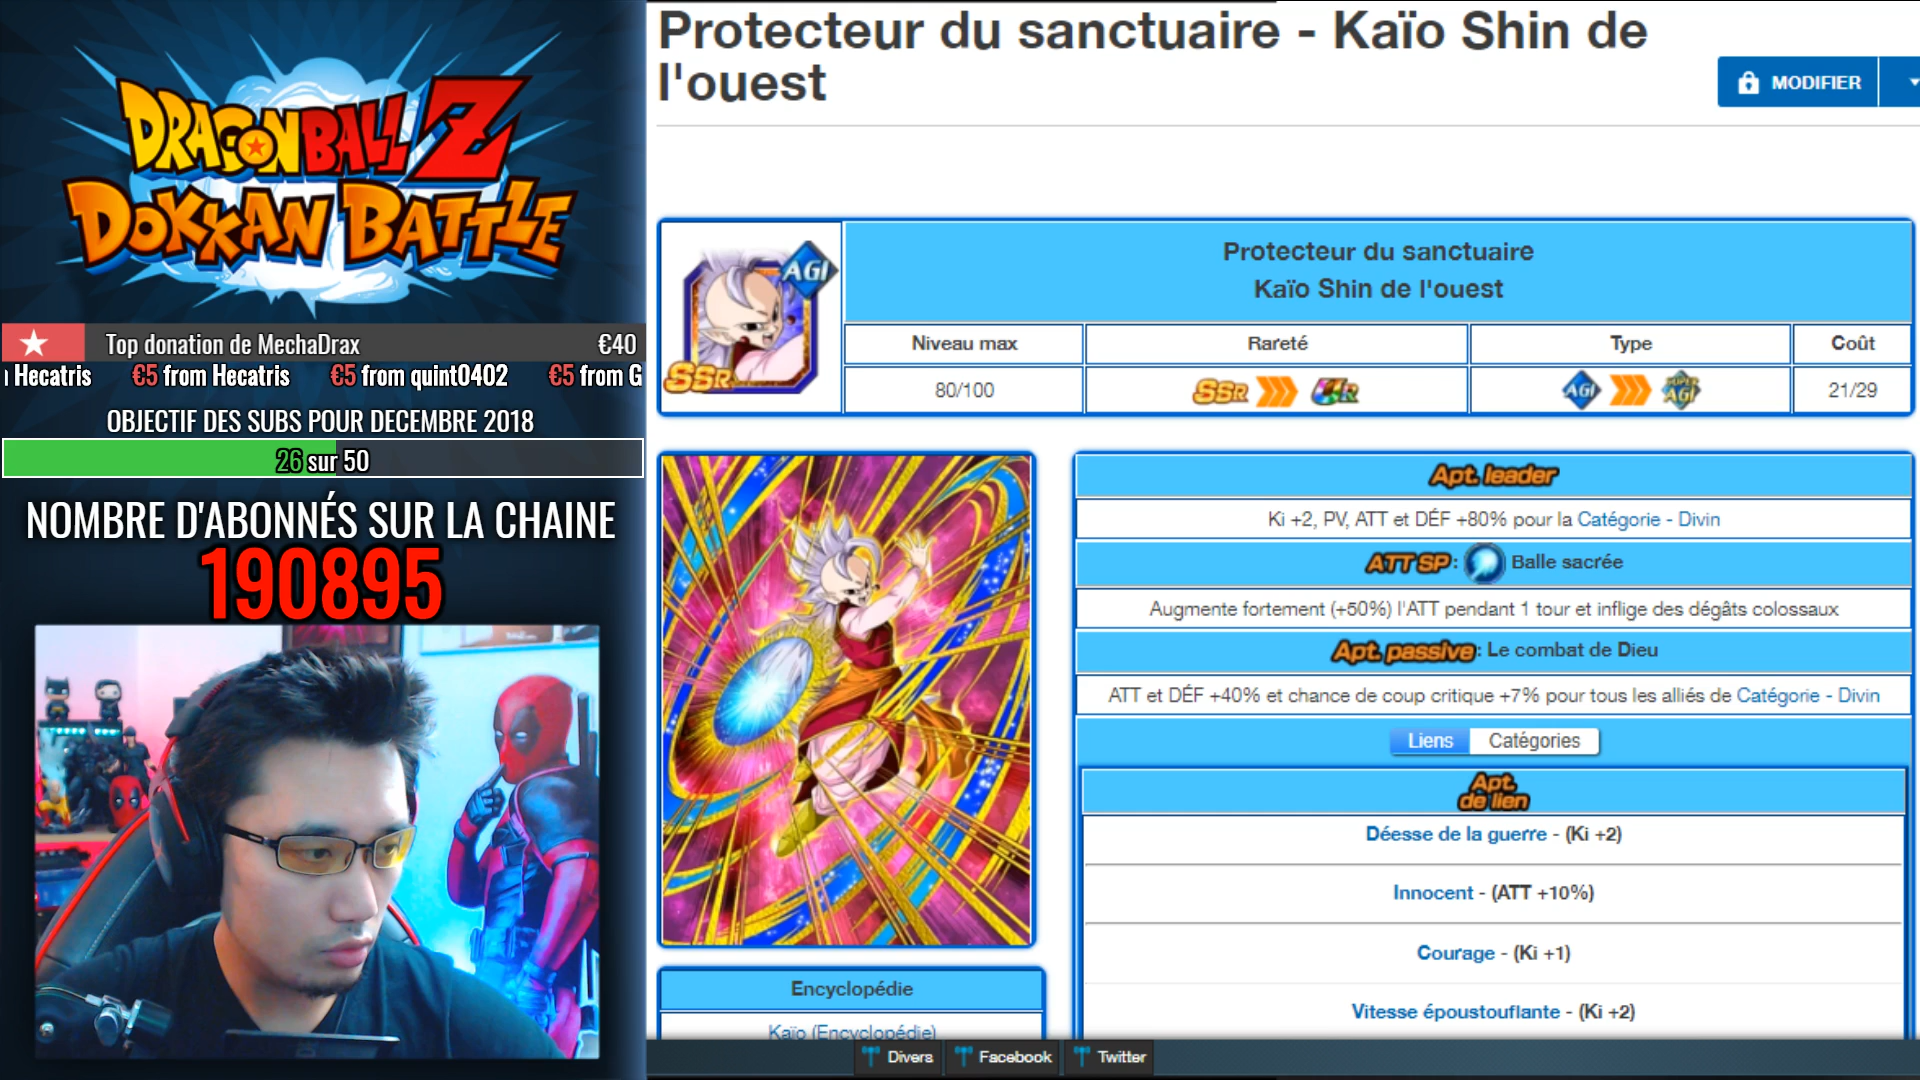 DRAGON BALL Z
DOKKAN BATTLE
Top donation de MechaDrax €40
Hecatris €5 from Hecatris €5 from quint0402 €5 from G
OBJECTIF DES SUBS POUR DECEMBRE 2018
26 sur 50
NOMBRE D'ABONNÉS SUR LA CHAINE
190895
Protecteur du sanctuaire - Kaïo Shin de
l'ouest
MODIFIER
AGI
SSR
Protecteur du sanctuaire
Kaïo Shin de l'ouest
Niveau max Rareté Type Coût
80/100 SSR UR AGI SUPER AGI 21/29
Apt. leader
Ki +2, PV, ATT et DÉF +80% pour la Catégorie - Divin
ATT SP : Balle sacrée
Augmente fortement (+50%) l'ATT pendant 1 tour et inflige des dégâts colossaux
Apt. passive : Le combat de Dieu
ATT et DÉF +40% et chance de coup critique +7% pour tous les alliés de Catégorie - Divin
Liens Catégories
Apt.
de lien
Déesse de la guerre - (Ki +2)
Innocent - (ATT +10%)
Courage - (Ki +1)
Vitesse époustouflante - (Ki +2)
Encyclopédie
Kaïo (Encyclopédie)
Divers Facebook Twitter